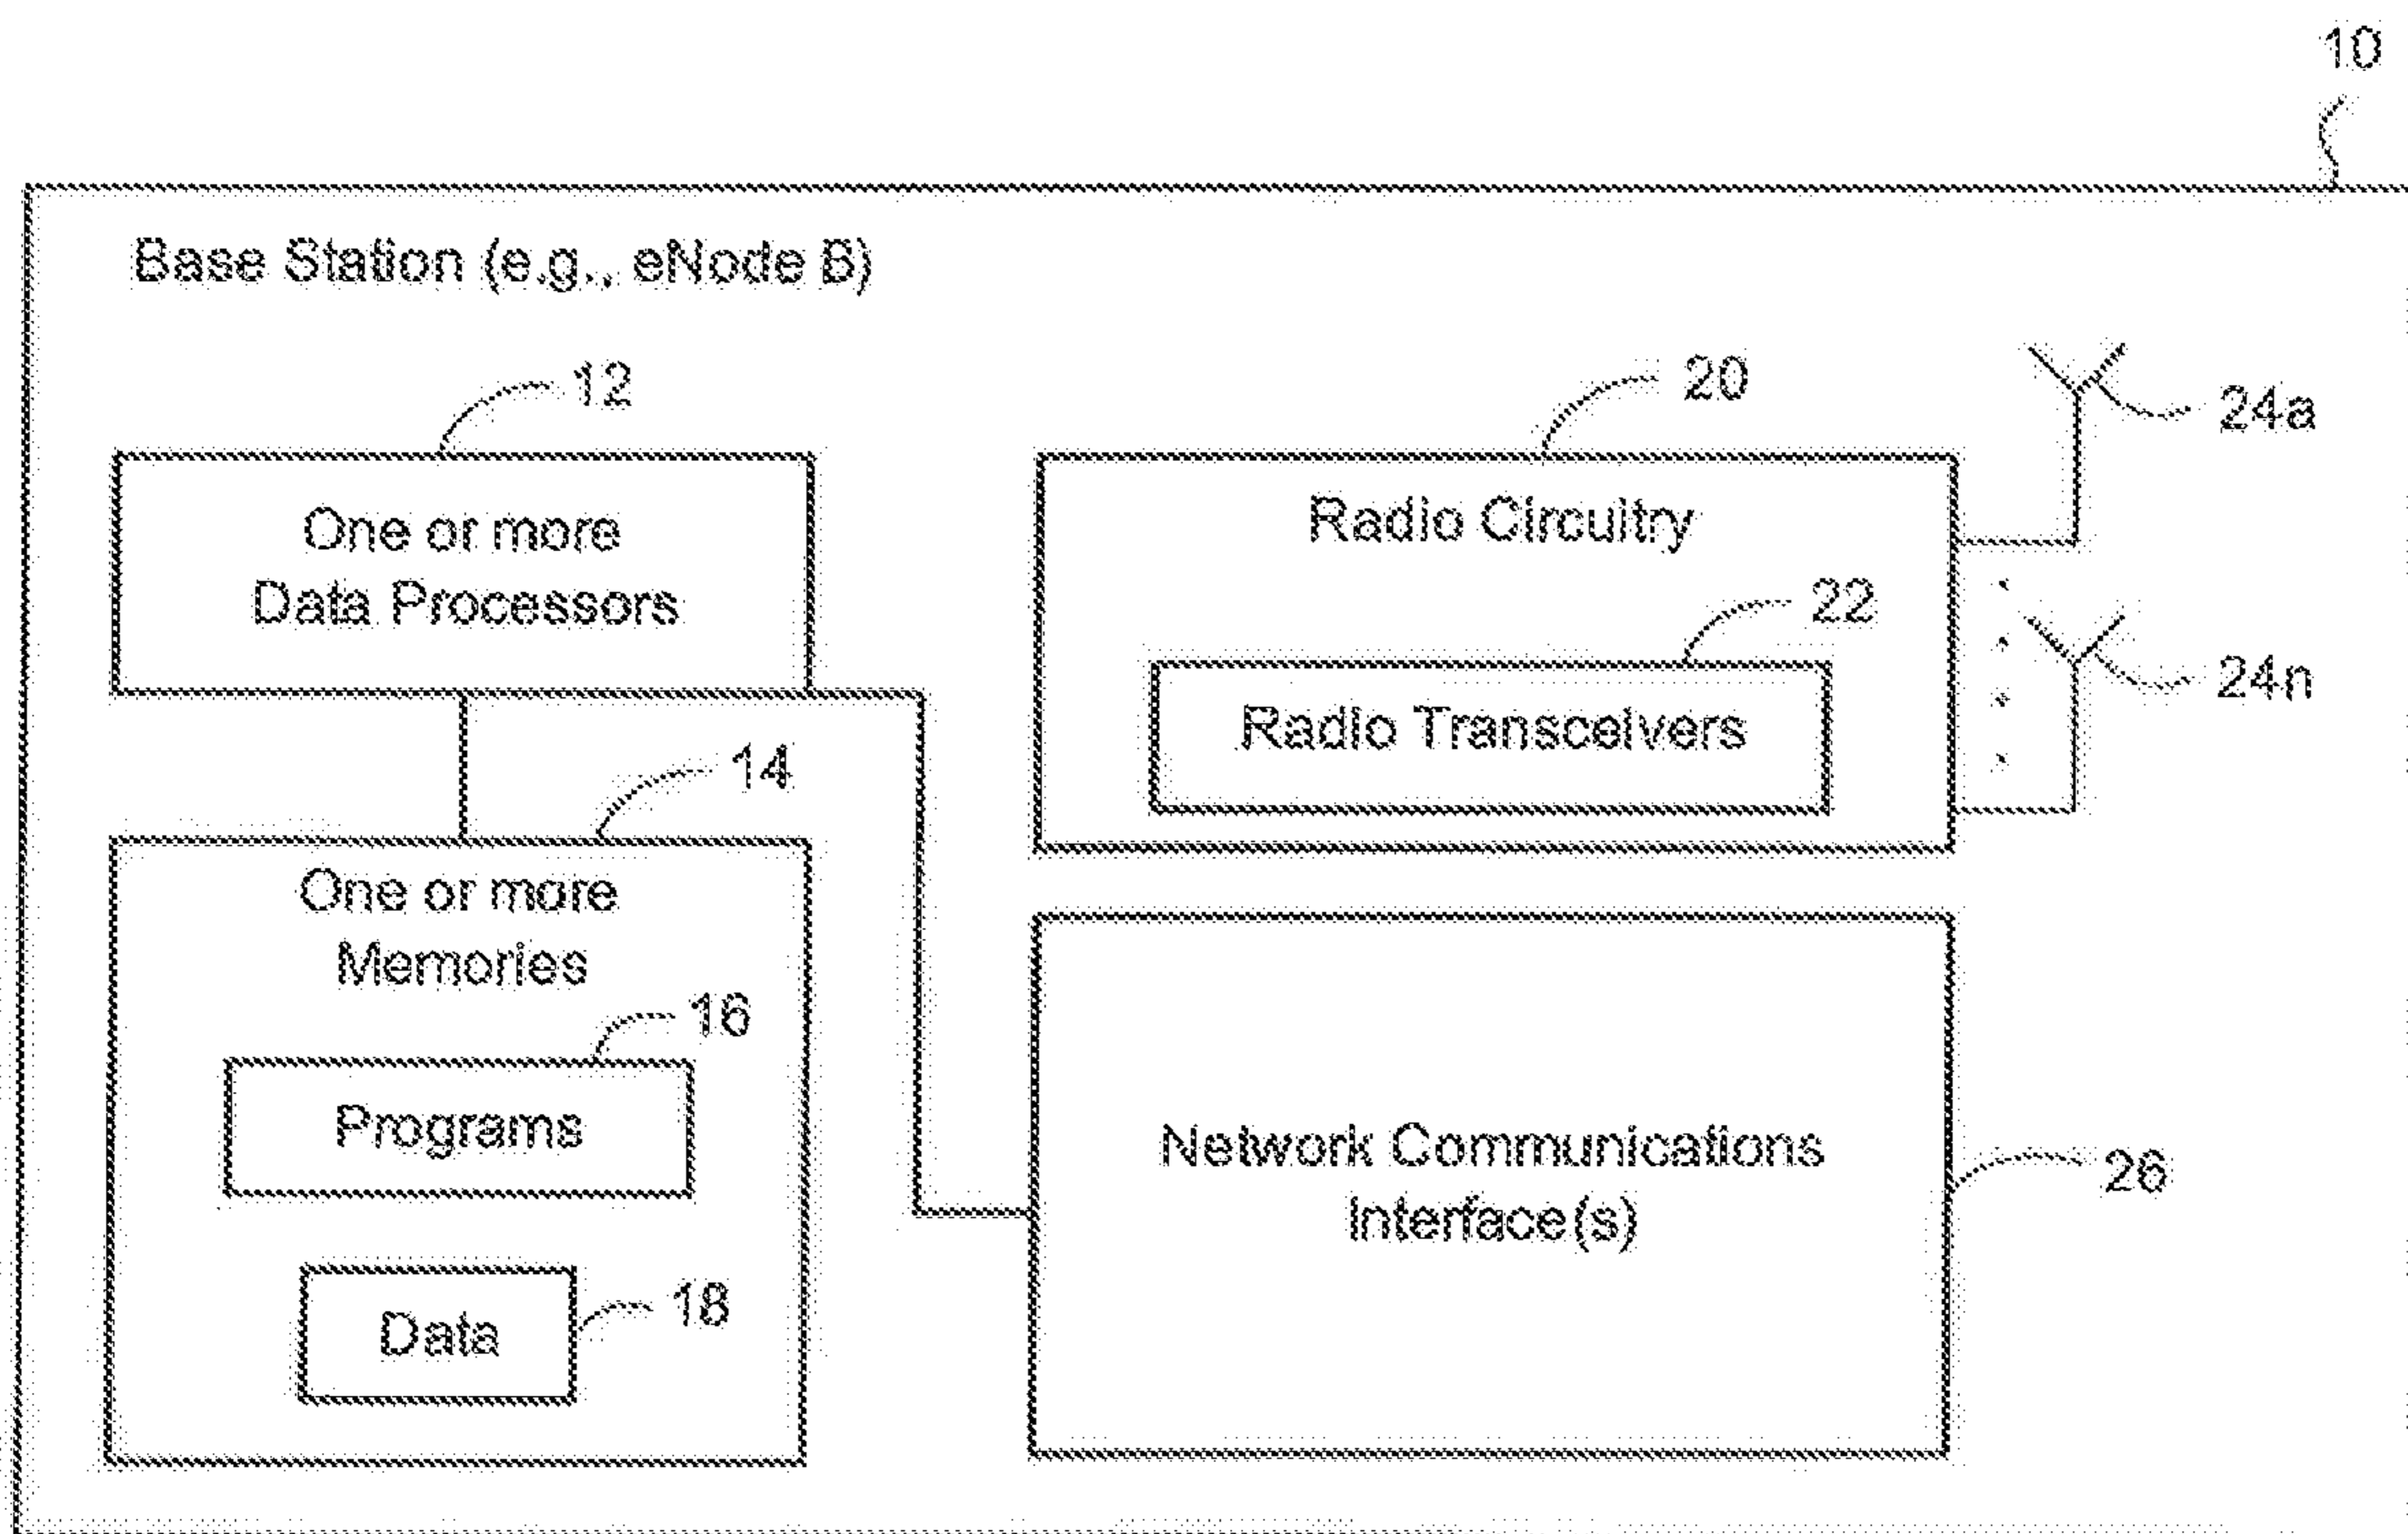 10
Base Station (e.g., eNode B)
12
20
24a
One or more
Data Processors
Radio Circuitry
22
24n
Radio Transceivers
14
One or more
Memories
16
Programs
Network Communications
Interface(s)
26
18
Data